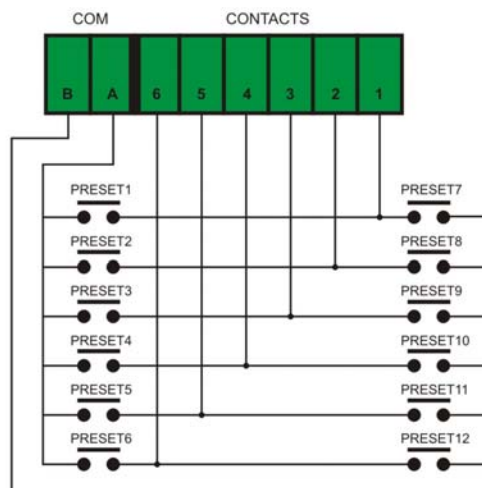 COM CONTACTS
B A 6 5 4 3 2 1
PRESET1 PRESET7
PRESET2 PRESET8
PRESET3 PRESET9
PRESET4 PRESET10
PRESET5 PRESET11
PRESET6 PRESET12